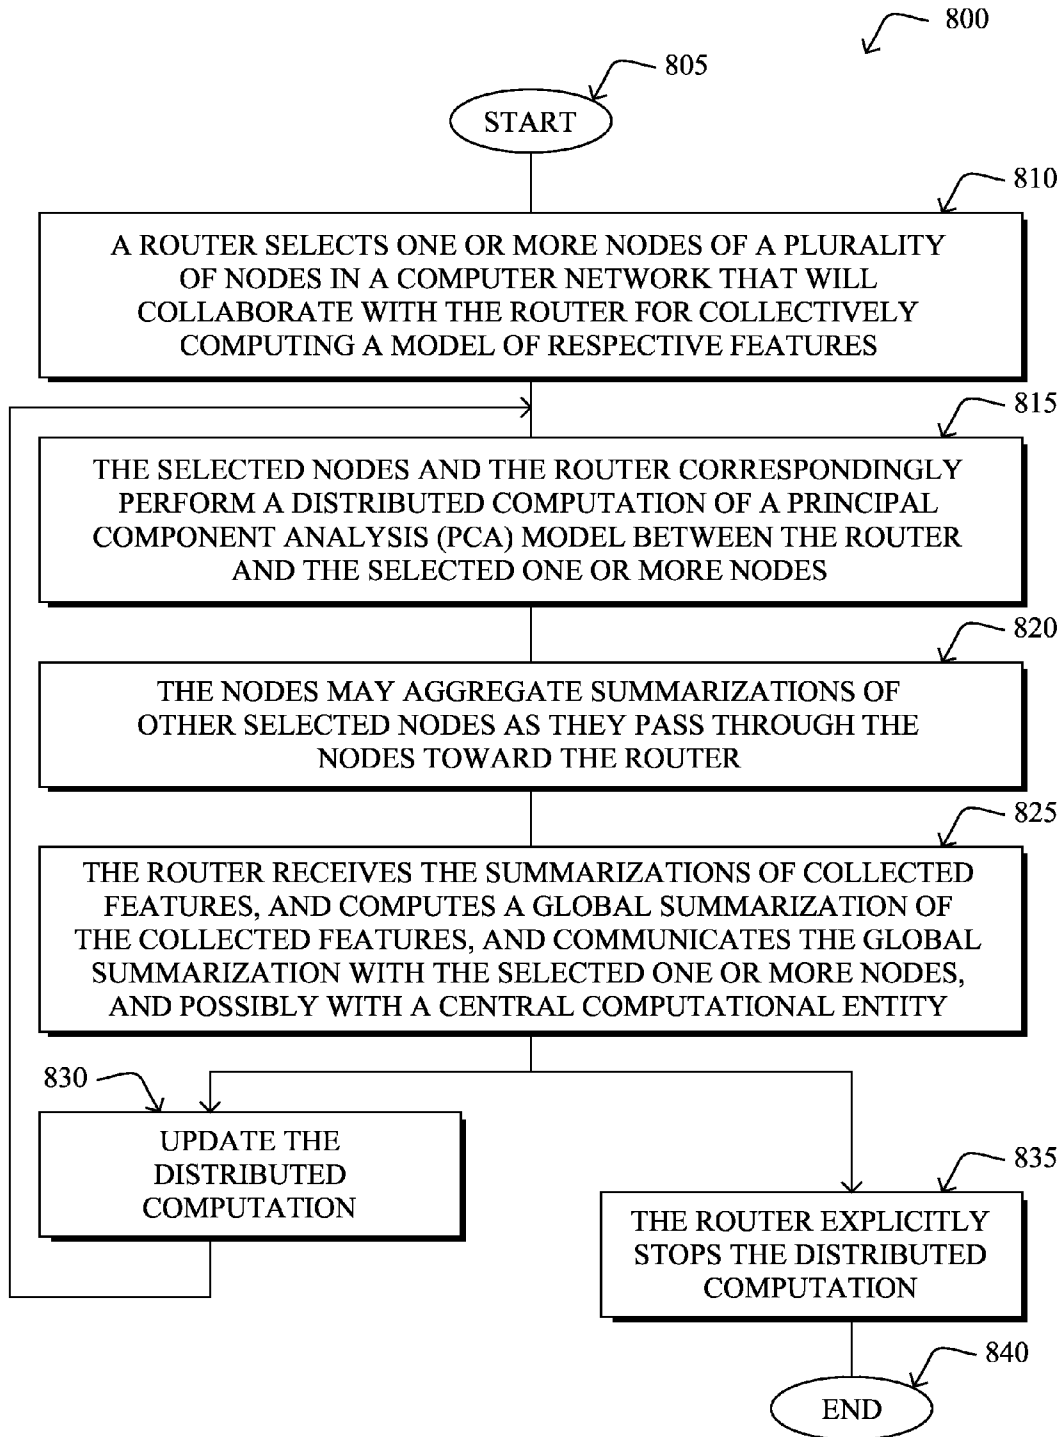 800
805
START
810
A ROUTER SELECTS ONE OR MORE NODES OF A PLURALITY
OF NODES IN A COMPUTER NETWORK THAT WILL
COLLABORATE WITH THE ROUTER FOR COLLECTIVELY
COMPUTING A MODEL OF RESPECTIVE FEATURES
815
THE SELECTED NODES AND THE ROUTER CORRESPONDINGLY
PERFORM A DISTRIBUTED COMPUTATION OF A PRINCIPAL
COMPONENT ANALYSIS (PCA) MODEL BETWEEN THE ROUTER
AND THE SELECTED ONE OR MORE NODES
820
THE NODES MAY AGGREGATE SUMMARIZATIONS OF
OTHER SELECTED NODES AS THEY PASS THROUGH THE
NODES TOWARD THE ROUTER
825
THE ROUTER RECEIVES THE SUMMARIZATIONS OF COLLECTED
FEATURES, AND COMPUTES A GLOBAL SUMMARIZATION OF
THE COLLECTED FEATURES, AND COMMUNICATES THE GLOBAL
SUMMARIZATION WITH THE SELECTED ONE OR MORE NODES,
AND POSSIBLY WITH A CENTRAL COMPUTATIONAL ENTITY
830
UPDATE THE
DISTRIBUTED
COMPUTATION
835
THE ROUTER EXPLICITLY
STOPS THE DISTRIBUTED
COMPUTATION
840
END